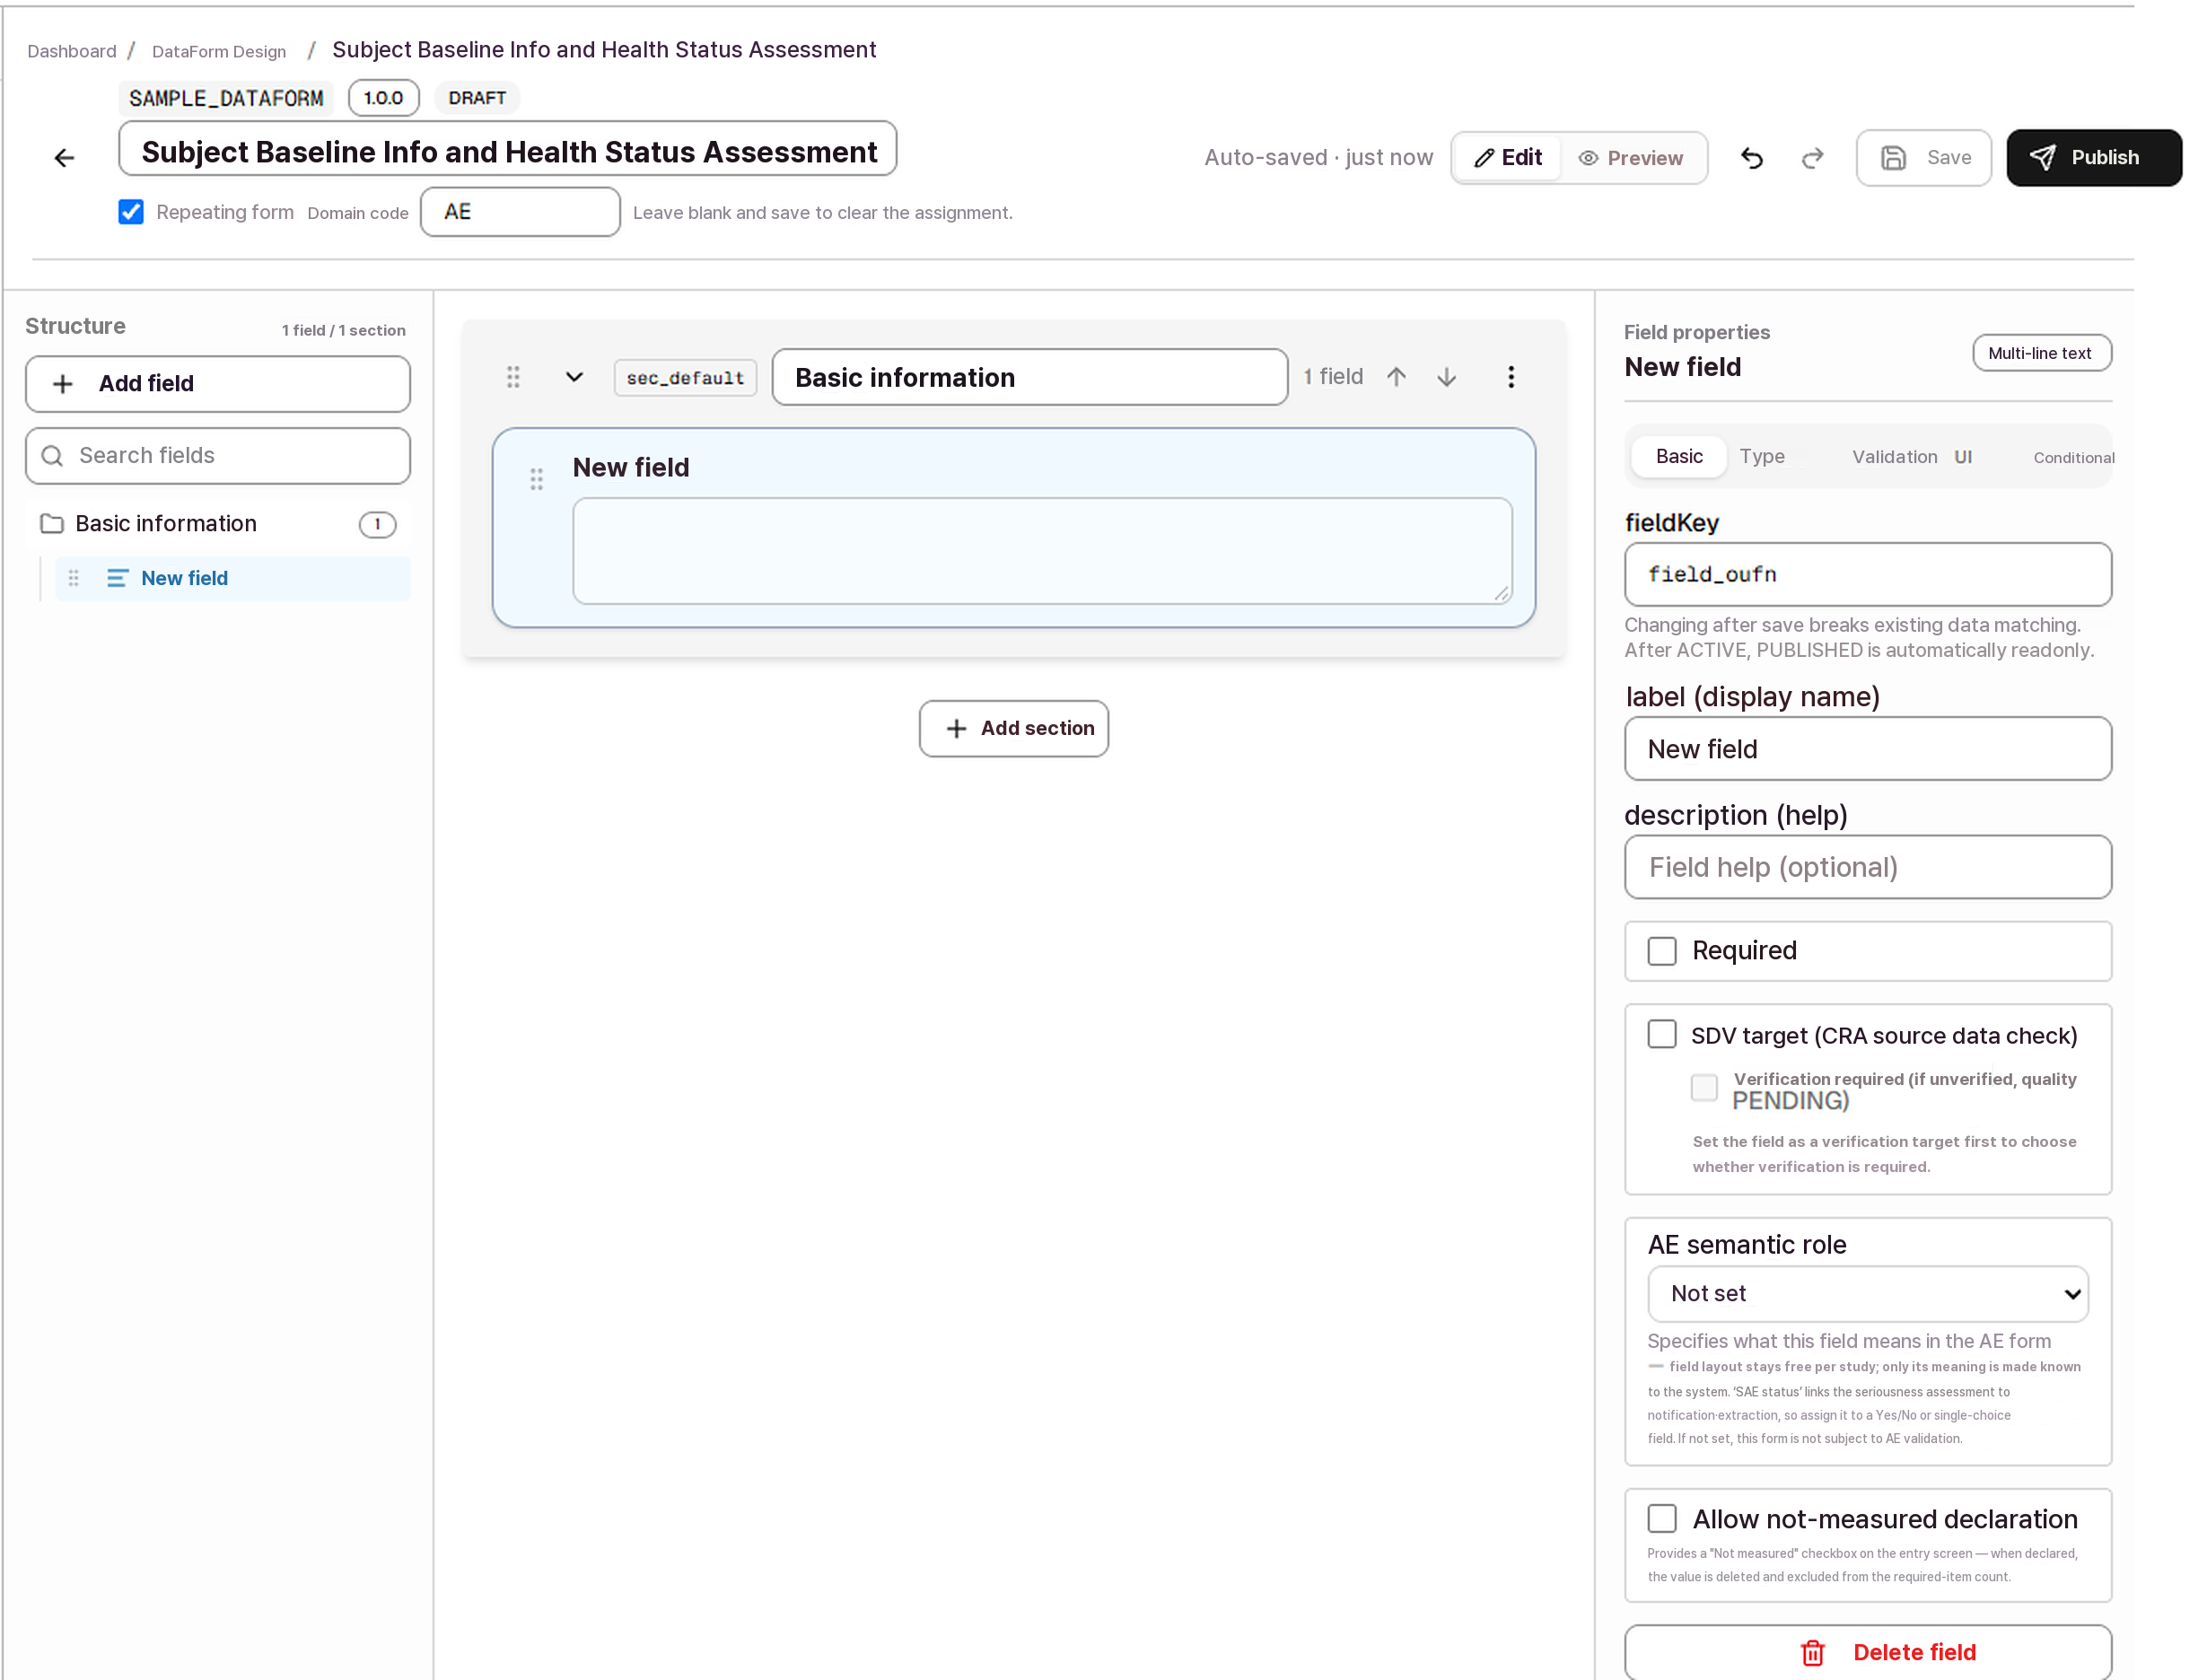 Dashboard / DataForm Design / Subject Baseline Info and Health Status Assessment
SAMPLE_DATAFORM 1.0.0 DRAFT
Subject Baseline Info and Health Status Assessment
Auto-saved · just now Edit Preview Save Publish
Repeating form Domain code AE Leave blank and save to clear the assignment.
Structure 1 field / 1 section
Add field
Search fields
Basic information 1
New field
sec_default Basic information 1 field
New field
Add section
Field properties
New field Multi-line text
Basic Type Validation UI Conditional
fieldKey
field_oufn
Changing after save breaks existing data matching.
After ACTIVE, PUBLISHED is automatically readonly.
label (display name)
New field
description (help)
Field help (optional)
Required
SDV target (CRA source data check)
Verification required (if unverified, quality
PENDING)
Set the field as a verification target first to choose
whether verification is required.
AE semantic role
Not set
Specifies what this field means in the AE form
— field layout stays free per study; only its meaning is made known
to the system. ‘SAE status’ links the seriousness assessment to
notification·extraction, so assign it to a Yes/No or single-choice
field. If not set, this form is not subject to AE validation.
Allow not-measured declaration
Provides a "Not measured" checkbox on the entry screen — when declared,
the value is deleted and excluded from the required-item count.
Delete field